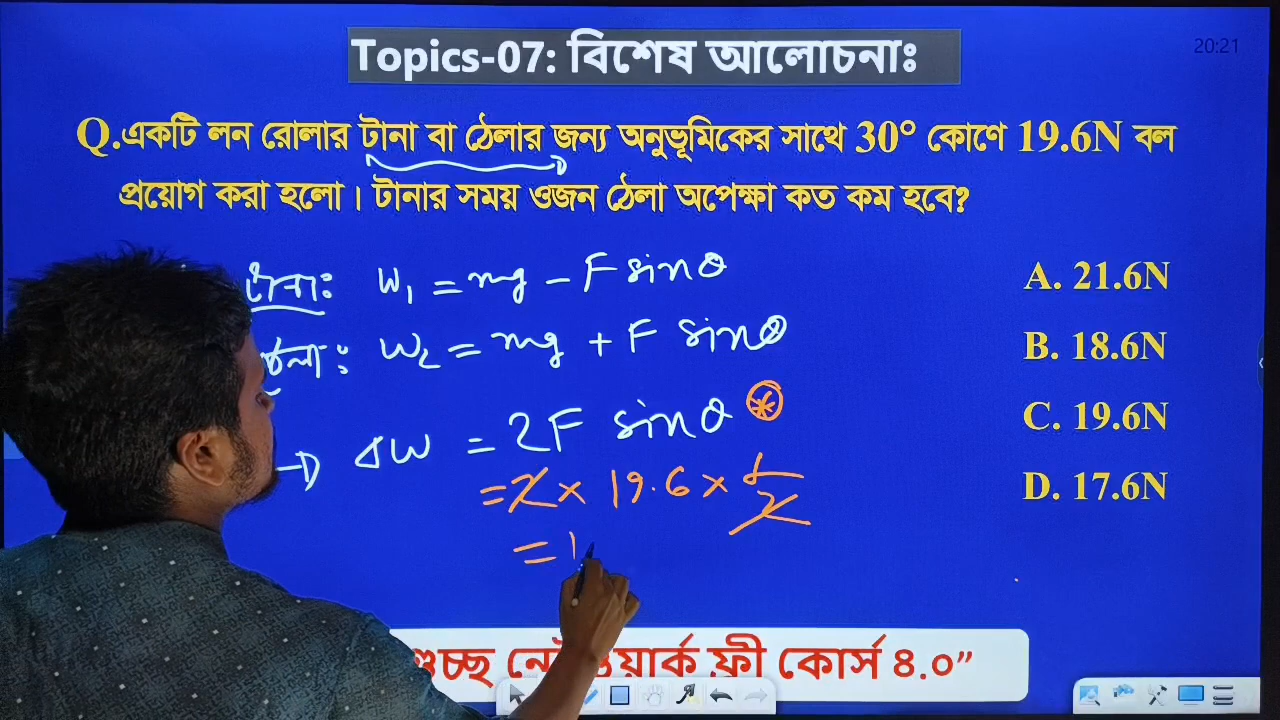 Topics-07: বিশেষ আলোচনাঃ
20:21
Q.একটি লন রোলার টানা বা ঠেলার জন্য অনুভূমিকের সাথে 30° কোণে 19.6N বল
প্রয়োগ করা হলো। টানার সময় ওজন ঠেলা অপেক্ষা কত কম হবে?
W₁ = mg − F sinθ
W₂ = mg + F sinθ
ΔW = 2F sinθ
= 2 × 19.6 × 1/2
= 1
A. 21.6N
B. 18.6N
C. 19.6N
D. 17.6N
গুচ্ছ নেটওয়ার্ক ফ্রী কোর্স ৪.০”